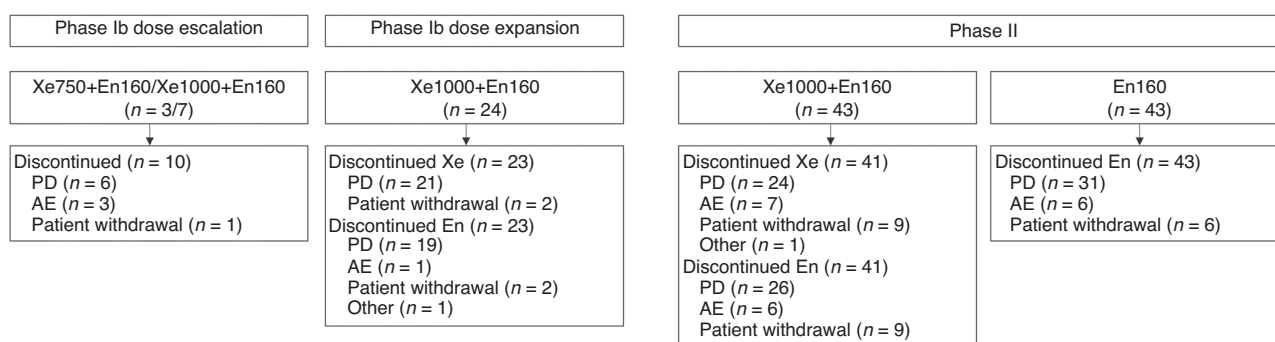 Phase Ib dose escalation
Xe750+En160/Xe1000+En160
(n = 3/7)
Discontinued (n = 10)
PD (n = 6)
AE (n = 3)
Patient withdrawal (n = 1)
Phase Ib dose expansion
Xe1000+En160
(n = 24)
Discontinued Xe (n = 23)
PD (n = 21)
Patient withdrawal (n = 2)
Discontinued En (n = 23)
PD (n = 19)
AE (n = 1)
Patient withdrawal (n = 2)
Other (n = 1)
Phase II
Xe1000+En160
(n = 43)
Discontinued Xe (n = 41)
PD (n = 24)
AE (n = 7)
Patient withdrawal (n = 9)
Other (n = 1)
Discontinued En (n = 41)
PD (n = 26)
AE (n = 6)
Patient withdrawal (n = 9)
En160
(n = 43)
Discontinued En (n = 43)
PD (n = 31)
AE (n = 6)
Patient withdrawal (n = 6)